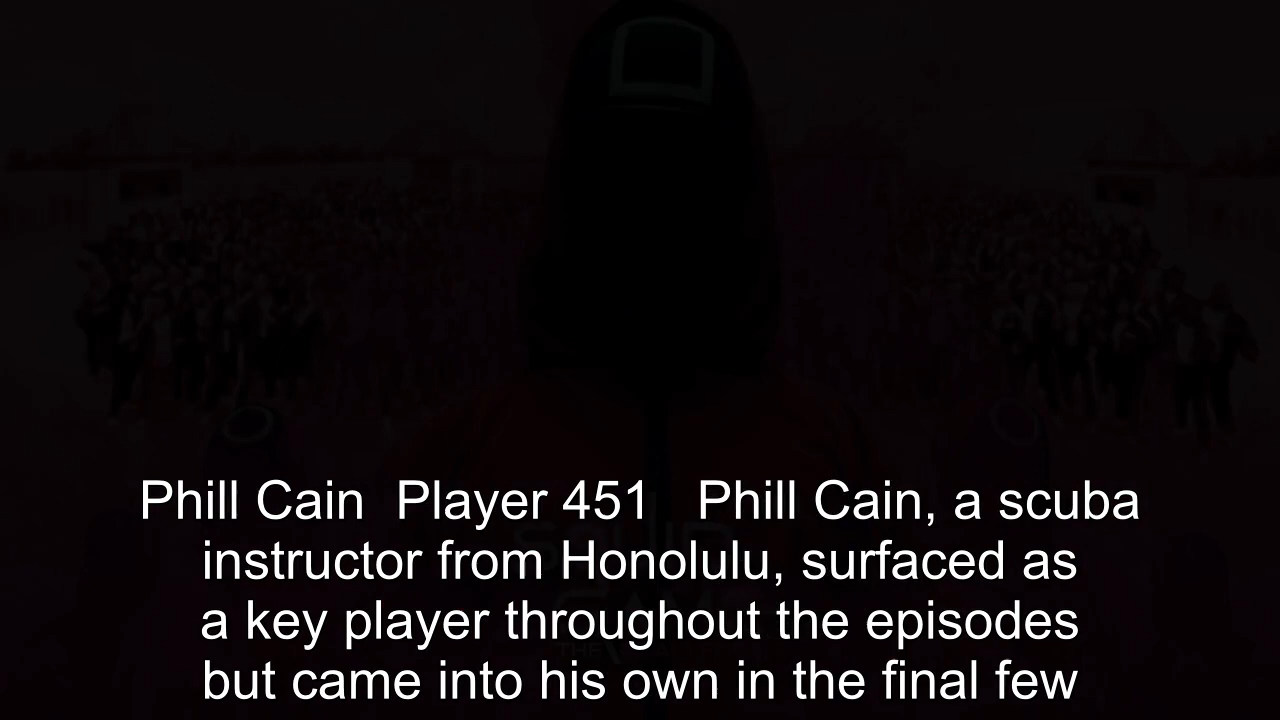 Phill Cain  Player 451   Phill Cain, a scuba
instructor from Honolulu, surfaced as
a key player throughout the episodes
but came into his own in the final few